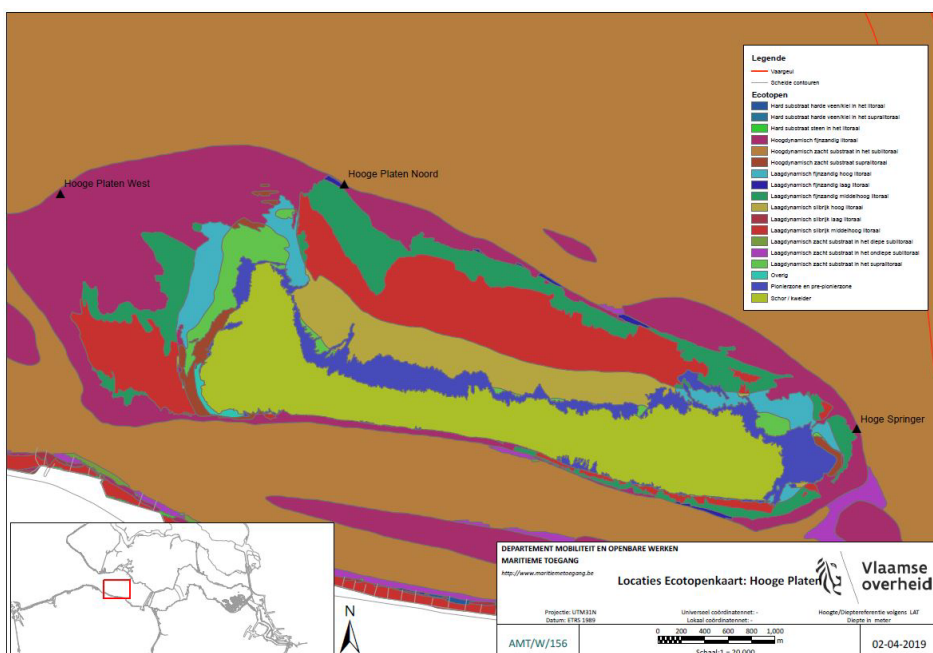 Hooge Platen West
Hooge Platen Noord
Hoge Springer
Legende
Vaargeul
Schelde contouren
Ecotopen
Hard substraat harde veen/klei in het litoraal
Hard substraat harde veen/klei in het supralitoraal
Hard substraat steen in het litoraal
Hoogdynamisch fijnzandig litoraal
Hoogdynamisch zacht substraat in het sublitoraal
Hoogdynamisch zacht substraat supralitoraal
Laagdynamisch fijnzandig hoog litoraal
Laagdynamisch fijnzandig laag litoraal
Laagdynamisch fijnzandig middelhoog litoraal
Laagdynamisch slibrijk hoog litoraal
Laagdynamisch slibrijk laag litoraal
Laagdynamisch slibrijk middelhoog litoraal
Laagdynamisch zacht substraat in het diepe sublitoraal
Laagdynamisch zacht substraat in het ondiepe sublitoraal
Laagdynamisch zacht substraat in het supralitoraal
Overig
Pionierzone en pre-pionierzone
Schor / kwelder
N
DEPARTEMENT MOBILITEIT EN OPENBARE WERKEN
MARITIEME TOEGANG
http://www.maritiemetoegang.be
Locaties Ecotopenkaart: Hooge Platen
Vlaamse
overheid
Projectie: UTM31N
Datum: ETRS 1989
Universeel coördinatennet: -
Lokaal coördinatennet: -
Hoogte/Dieptereferentie volgens LAT
Diepte in meter
AMT/W/156
0 200 400 600 800 1,000
m
Schaal:1 = 20.000
02-04-2019